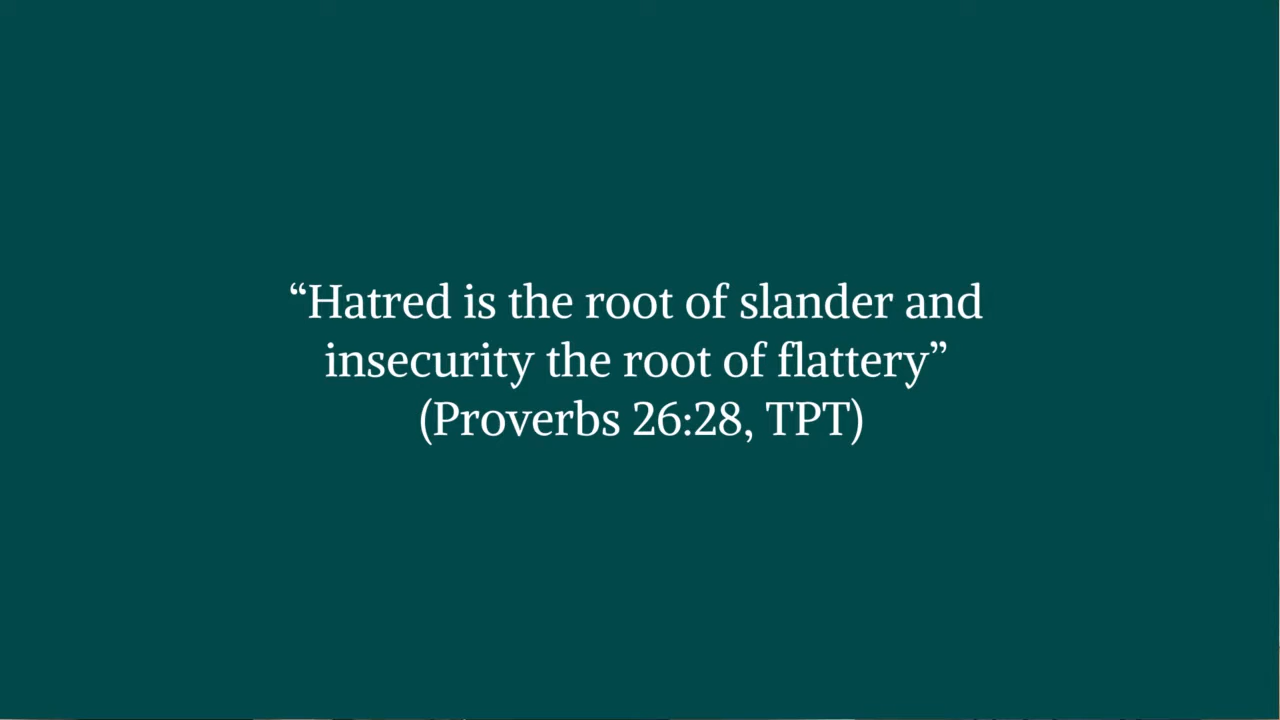 “Hatred is the root of slander and
insecurity the root of flattery”
(Proverbs 26:28, TPT)